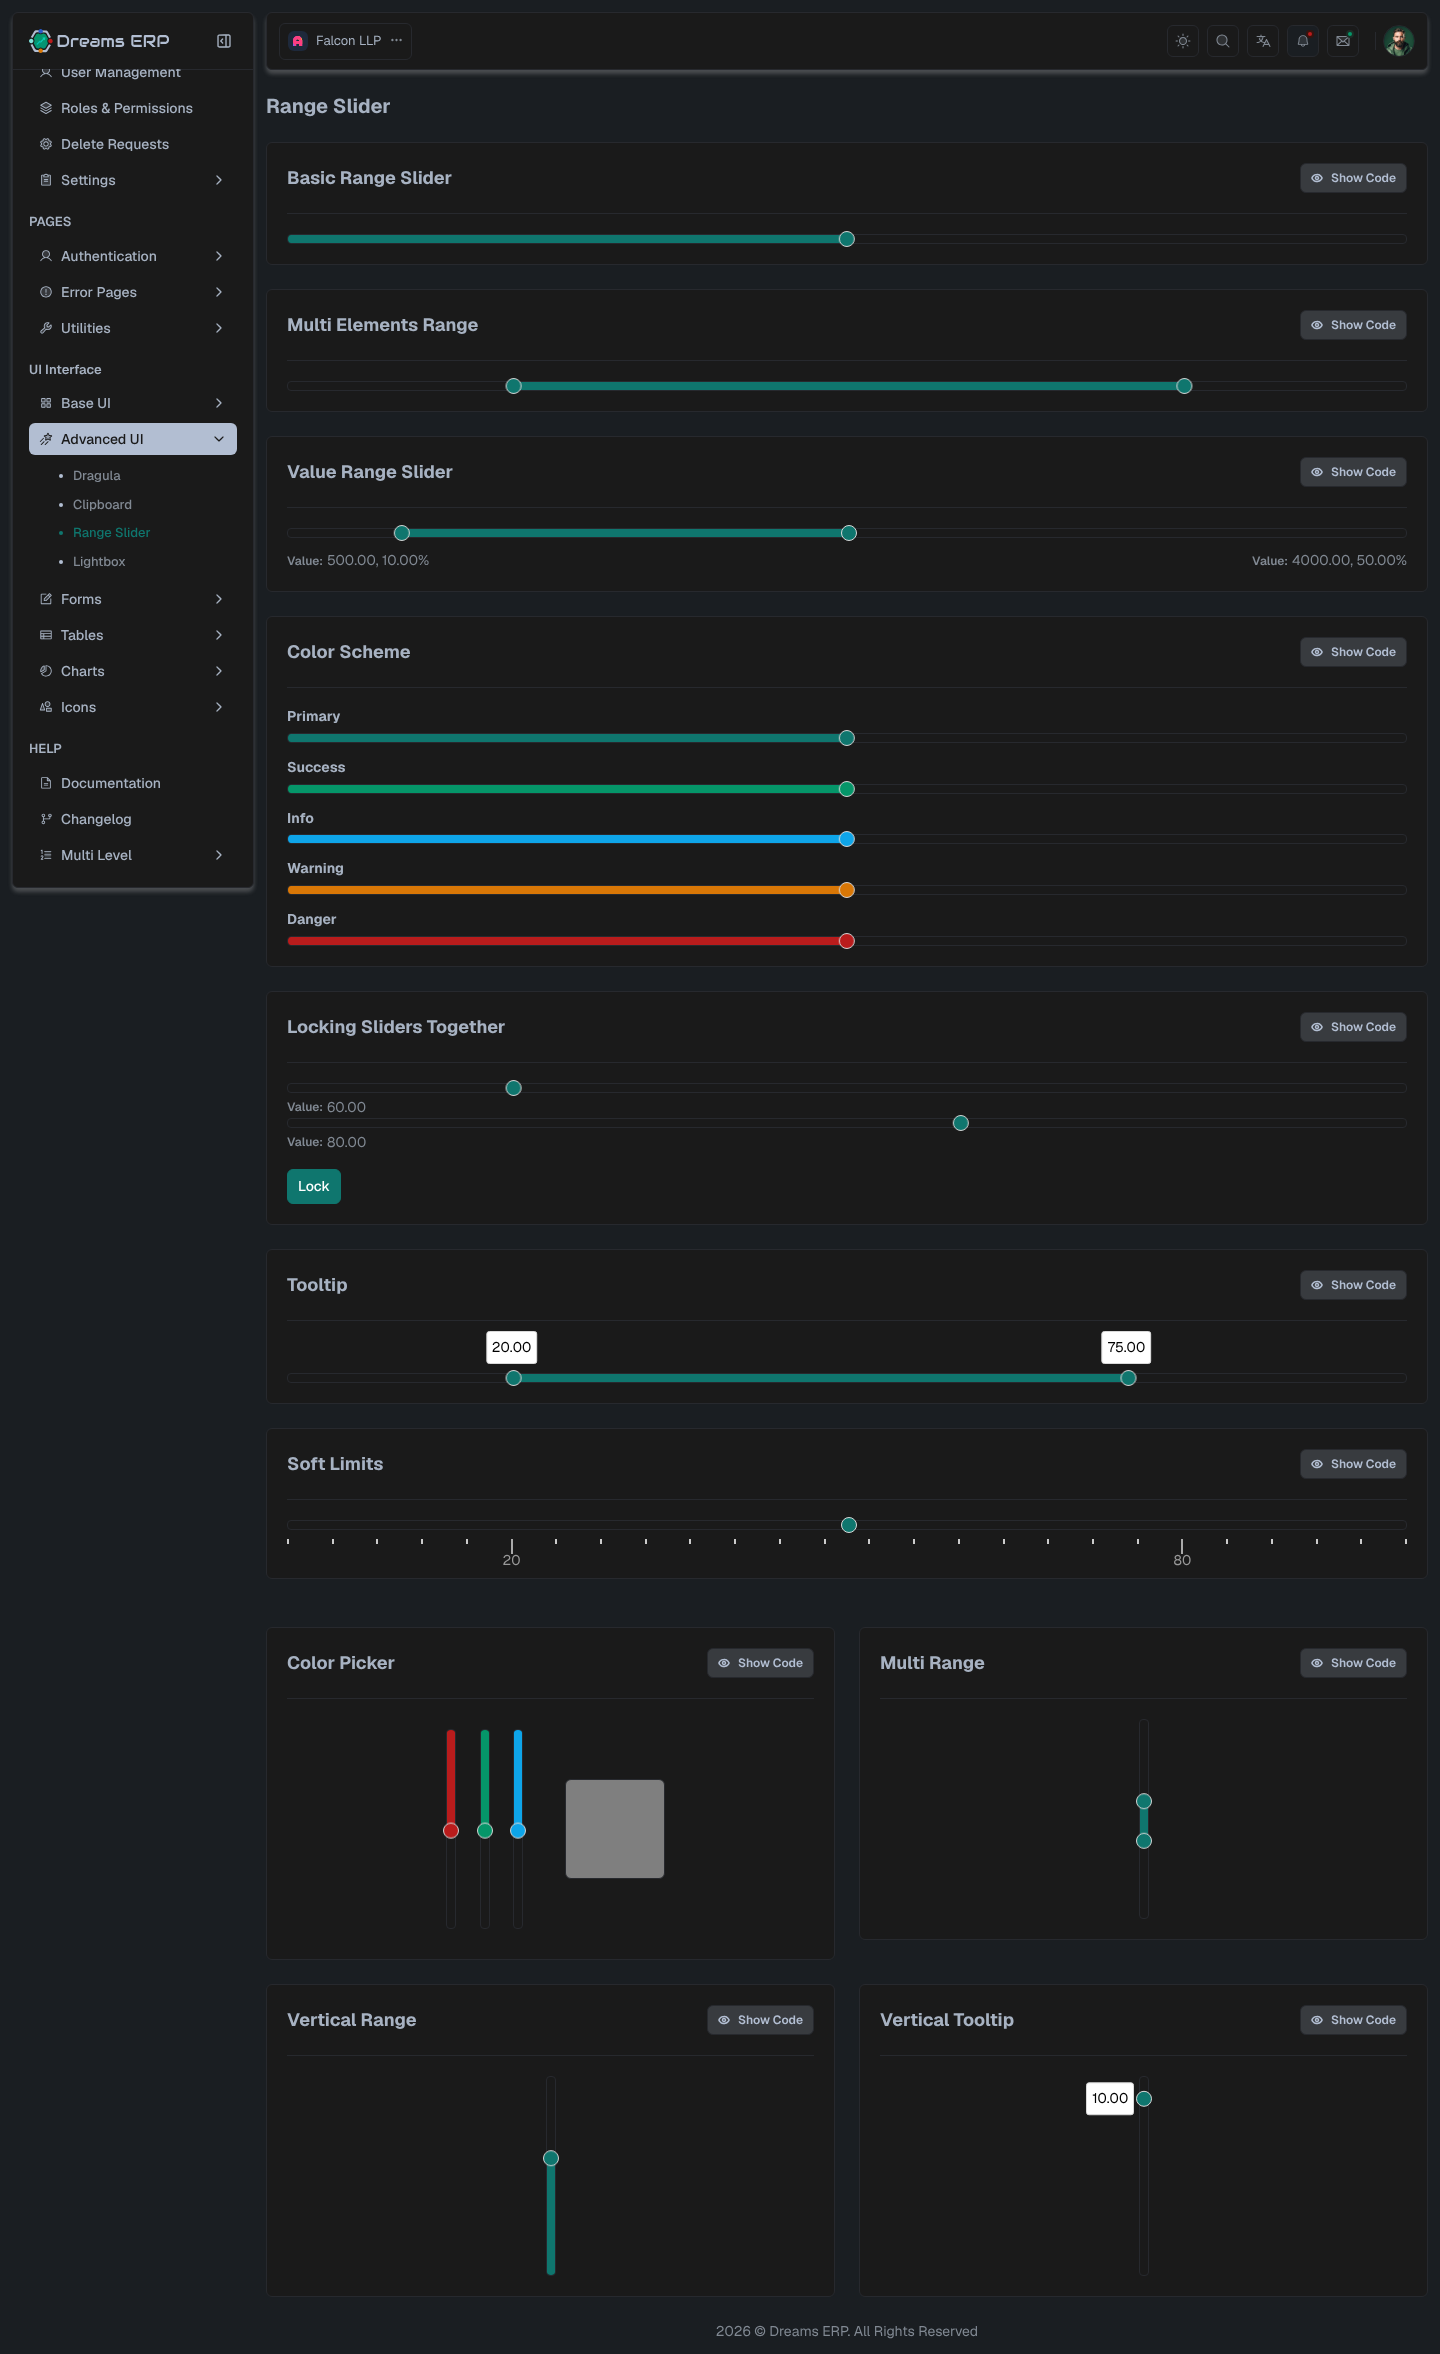 Dreams ERP
User Management
Roles & Permissions
Delete Requests
Settings
PAGES
Authentication
Error Pages
Utilities
UI Interface
Base UI
Advanced UI
Dragula
Clipboard
Range Slider
Lightbox
Forms
Tables
Charts
Icons
HELP
Documentation
Changelog
Multi Level
Falcon LLP
Range Slider
Basic Range Slider
Show Code
Multi Elements Range
Show Code
Value Range Slider
Show Code
Value: 500.00, 10.00%
Value: 4000.00, 50.00%
Color Scheme
Show Code
Primary
Success
Info
Warning
Danger
Locking Sliders Together
Show Code
Value: 60.00
Value: 80.00
Lock
Tooltip
Show Code
20.00
75.00
Soft Limits
Show Code
20
80
Color Picker
Show Code
Multi Range
Show Code
Vertical Range
Show Code
Vertical Tooltip
Show Code
10.00
2026 © Dreams ERP. All Rights Reserved